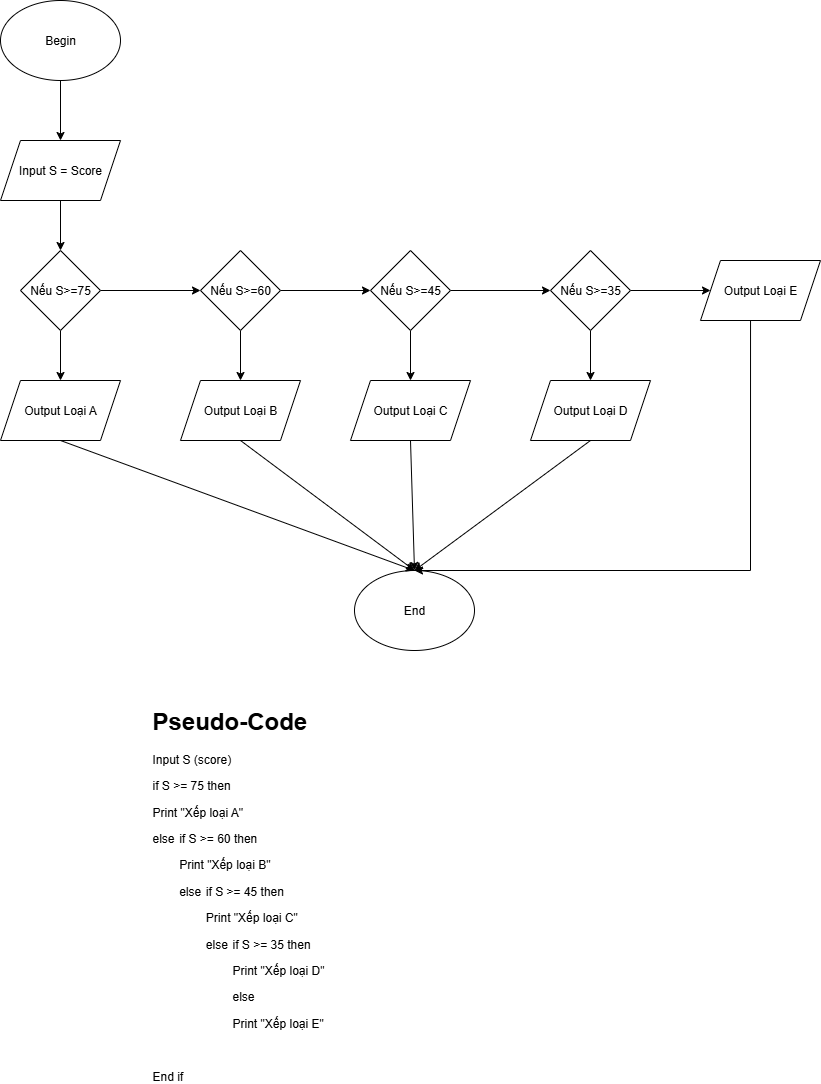 Begin
Input S = Score
Nếu S>=75
Nếu S>=60
Nếu S>=45
Nếu S>=35
Output Loại E
Output Loại A
Output Loại B
Output Loại C
Output Loại D
End
Pseudo-Code
Input S (score)
if S >= 75 then
Print "Xếp loại A"
else if S >= 60 then
Print "Xếp loại B"
else if S >= 45 then
Print "Xếp loại C"
else if S >= 35 then
Print "Xếp loại D"
else
Print "Xếp loại E"
End if